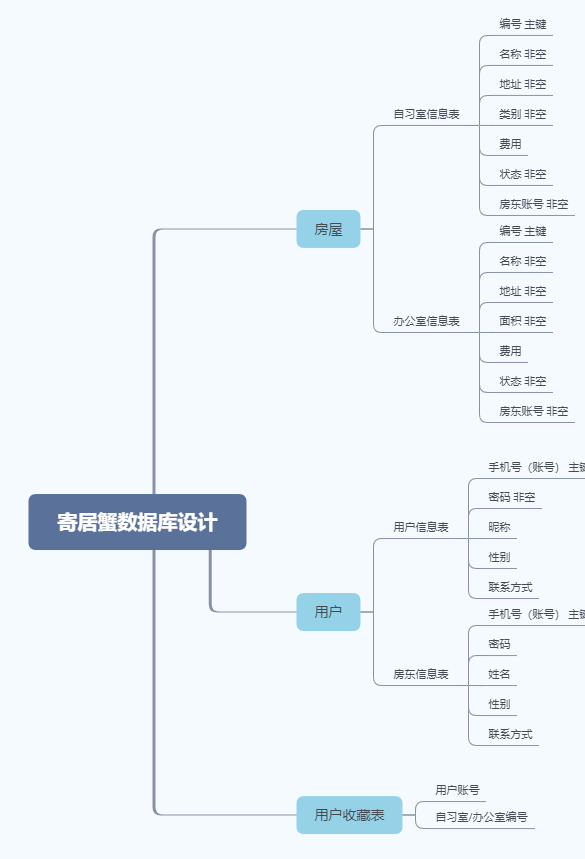 寄居蟹数据库设计
房屋
自习室信息表
编号 主键
名称 非空
地址 非空
类别 非空
费用
状态 非空
房东账号 非空
办公室信息表
编号 主键
名称 非空
地址 非空
面积 非空
费用
状态 非空
房东账号 非空
用户
用户信息表
手机号（账号） 主键
密码 非空
昵称
性别
联系方式
房东信息表
手机号（账号） 主键
密码
姓名
性别
联系方式
用户收藏表
用户账号
自习室/办公室编号